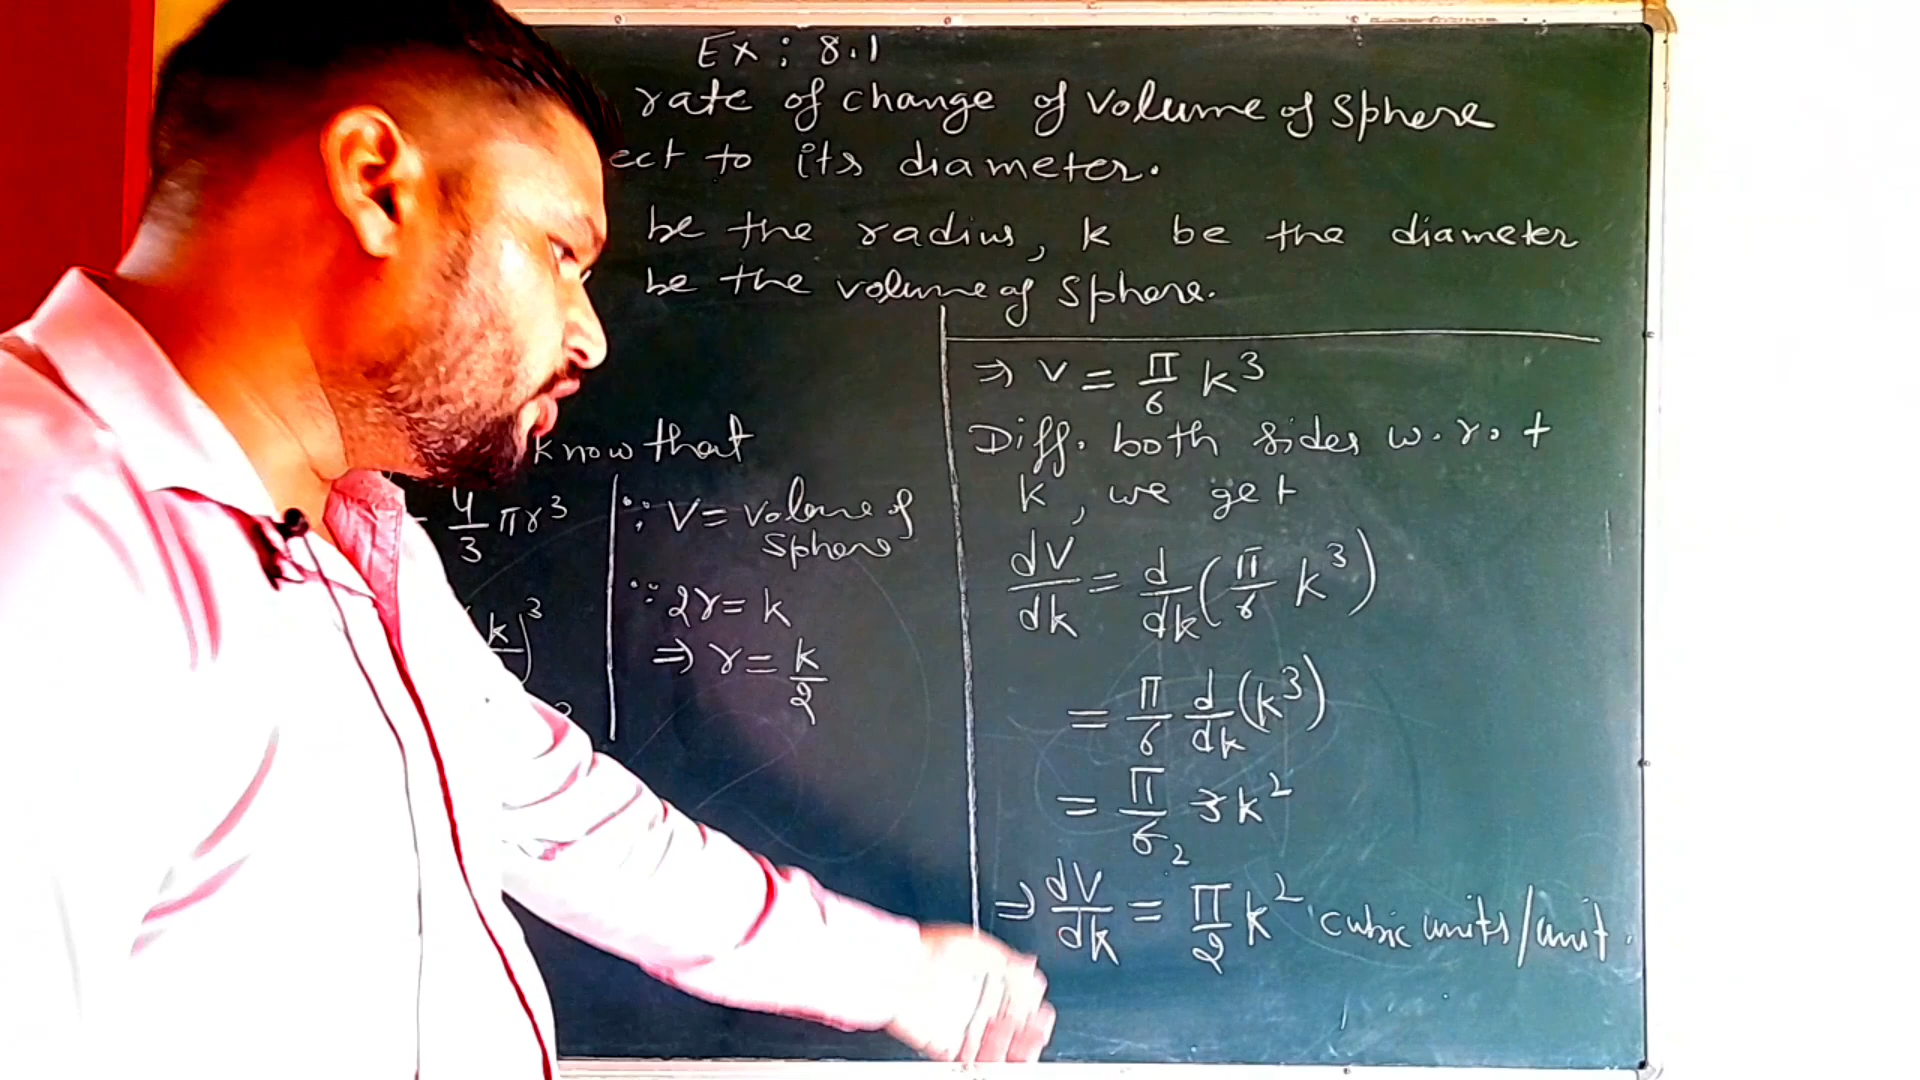 Ex : 8.1
rate of change of volume of sphere
ect to its diameter.
be the radius, k be the diameter
be the volume of sphere.
know that
4/3 πr³
k )³
∵ V = volume of
sphere
∵ 2r = k
⇒ r = k/2
⇒ V = π/6 k³
Diff. both sides w.r.t
k, we get
dV/dk = d/dk (π/6 k³)
= π/6 d/dk (k³)
= π/6 3k²
2
⇒ dV/dk = π/2 k² cubic units/unit.